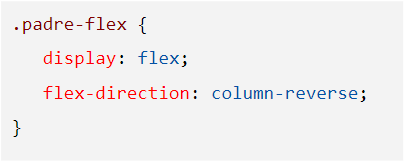 .padre-flex {
display: flex;
flex-direction: column-reverse;
}